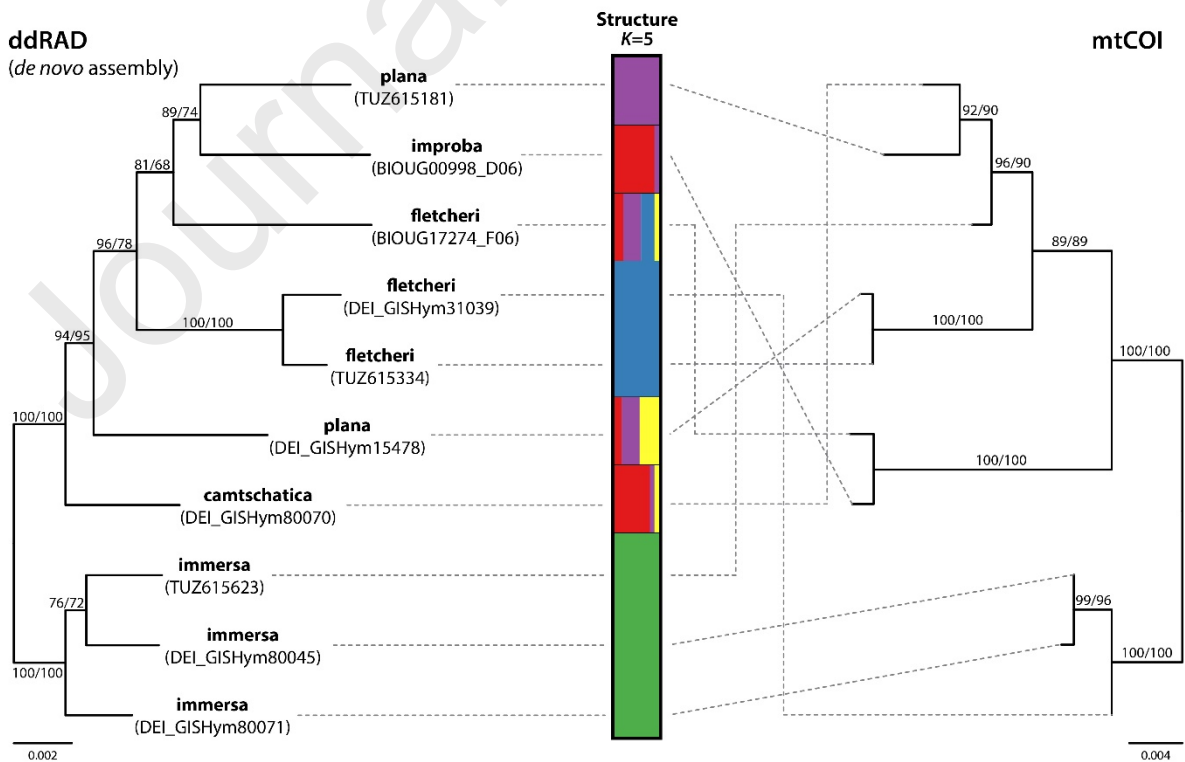 Journa
Structure
K=5
ddRAD
(de novo assembly)
mtCOI
plana
(TUZ615181)
89/74
92/90
improba
(BIOUG00998_D06)
81/68
96/90
fletcheri
(BIOUG17274_F06)
96/78
89/89
fletcheri
(DEI_GISHym31039)
100/100
100/100
94/95
fletcheri
(TUZ615334)
100/100
100/100
plana
(DEI_GISHym15478)
100/100
camtschatica
(DEI_GISHym80070)
immersa
(TUZ615623)
76/72
99/96
immersa
(DEI_GISHym80045)
100/100
100/100
immersa
(DEI_GISHym80071)
0.002
0.004